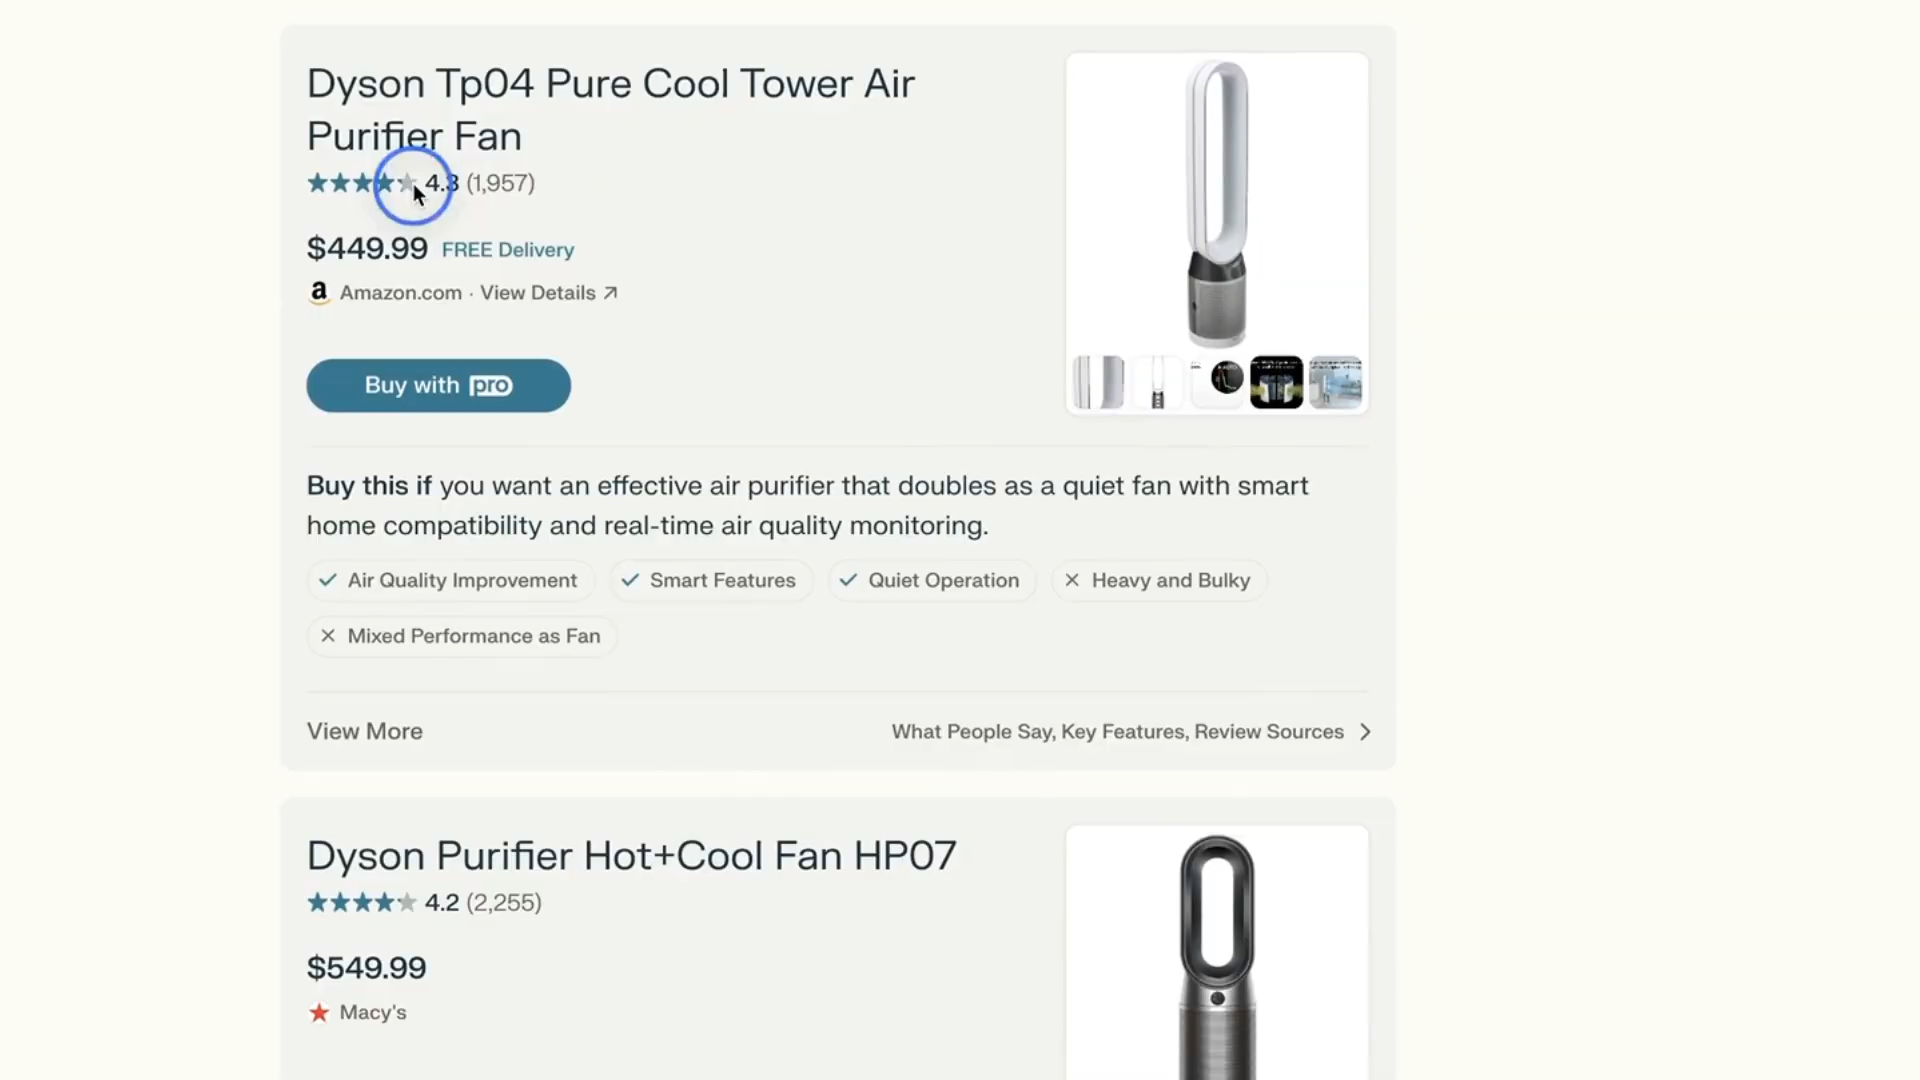 Dyson Tp04 Pure Cool Tower Air
Purifier Fan
4.3 (1,957)
$449.99 FREE Delivery
a Amazon.com · View Details ↗
Buy with pro
Buy this if you want an effective air purifier that doubles as a quiet fan with smart
home compatibility and real-time air quality monitoring.
✓ Air Quality Improvement ✓ Smart Features ✓ Quiet Operation ✕ Heavy and Bulky
✕ Mixed Performance as Fan
View More What People Say, Key Features, Review Sources >
Dyson Purifier Hot+Cool Fan HP07
4.2 (2,255)
$549.99
Macy's